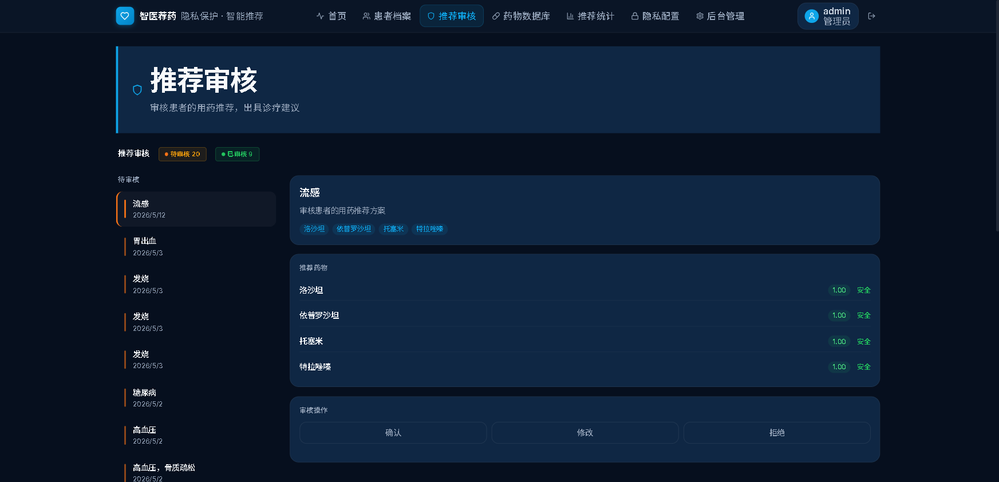 智医荐药 隐私保护 · 智能推荐 首页 患者档案 推荐审核 药物数据库 推荐统计 隐私配置 后台管理 admin
管理员
推荐审核
审核患者的用药推荐，出具诊疗建议
推荐审核 待审核 20 已审核 9
待审核
流感
2026/5/12
胃出血
2026/5/3
发烧
2026/5/3
发烧
2026/5/3
发烧
2026/5/3
糖尿病
2026/5/2
高血压
2026/5/2
高血压，骨质疏松
2026/5/2
流感
审核患者的用药推荐方案
洛沙坦 依普罗沙坦 托塞米 特拉唑嗪
推荐药物
洛沙坦 1.00 安全
依普罗沙坦 1.00 安全
托塞米 1.00 安全
特拉唑嗪 1.00 安全
审核操作
确认 修改 拒绝